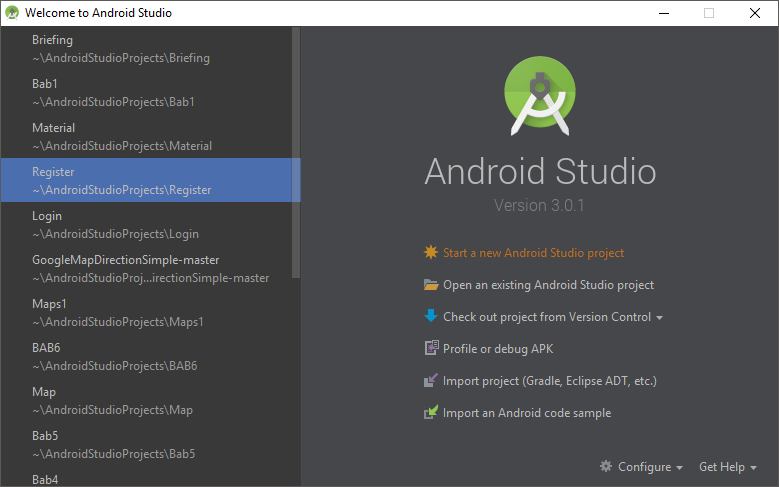 Welcome to Android Studio
Briefing
~\AndroidStudioProjects\Briefing
Bab1
~\AndroidStudioProjects\Bab1
Material
~\AndroidStudioProjects\Material
Register
~\AndroidStudioProjects\Register
Login
~\AndroidStudioProjects\Login
GoogleMapDirectionSimple-master
~\AndroidStudioProj...irectionSimple-master
Maps1
~\AndroidStudioProjects\Maps1
BAB6
~\AndroidStudioProjects\BAB6
Map
~\AndroidStudioProjects\Map
Bab5
~\AndroidStudioProjects\Bab5
Bab4
Android Studio
Version 3.0.1
Start a new Android Studio project
Open an existing Android Studio project
Check out project from Version Control
Profile or debug APK
Import project (Gradle, Eclipse ADT, etc.)
Import an Android code sample
Configure
Get Help